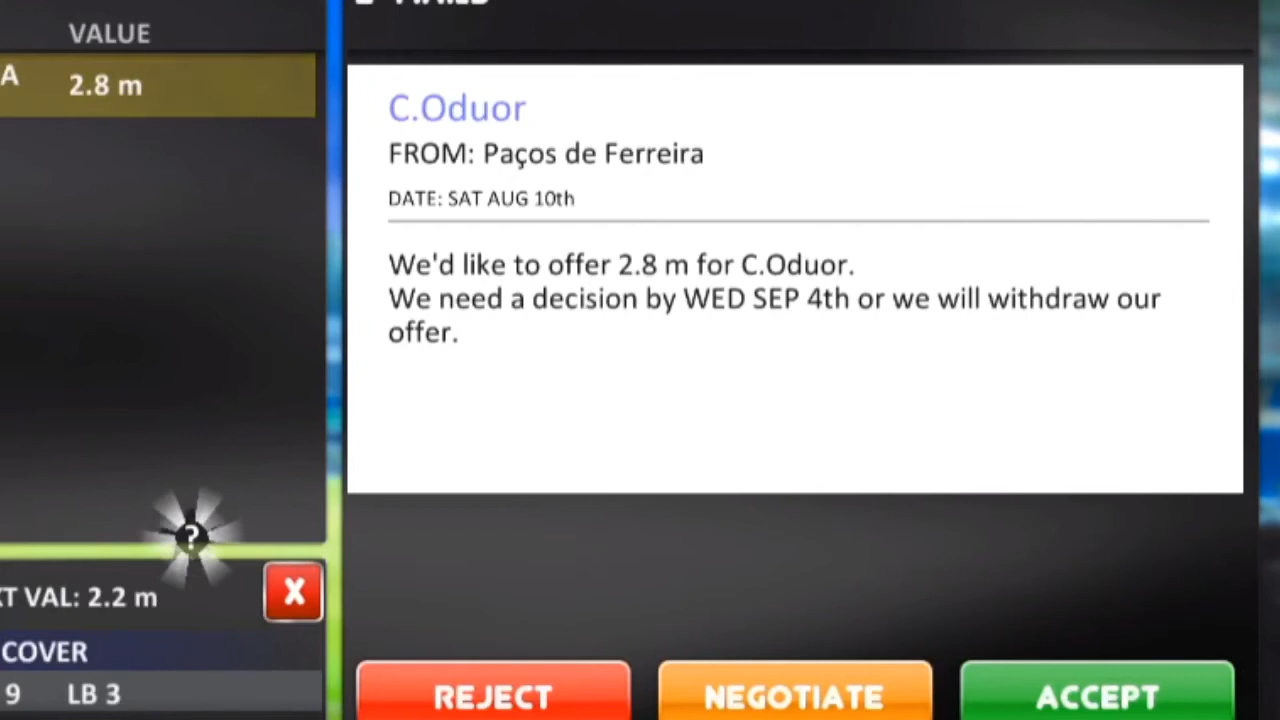 VALUE
A 2.8 m
C.Oduor
FROM: Paços de Ferreira
DATE: SAT AUG 10th
We'd like to offer 2.8 m for C.Oduor.
We need a decision by WED SEP 4th or we will withdraw our
offer.
?
VAL: 2.2 m
X
COVER
9 LB 3
REJECT
NEGOTIATE
ACCEPT